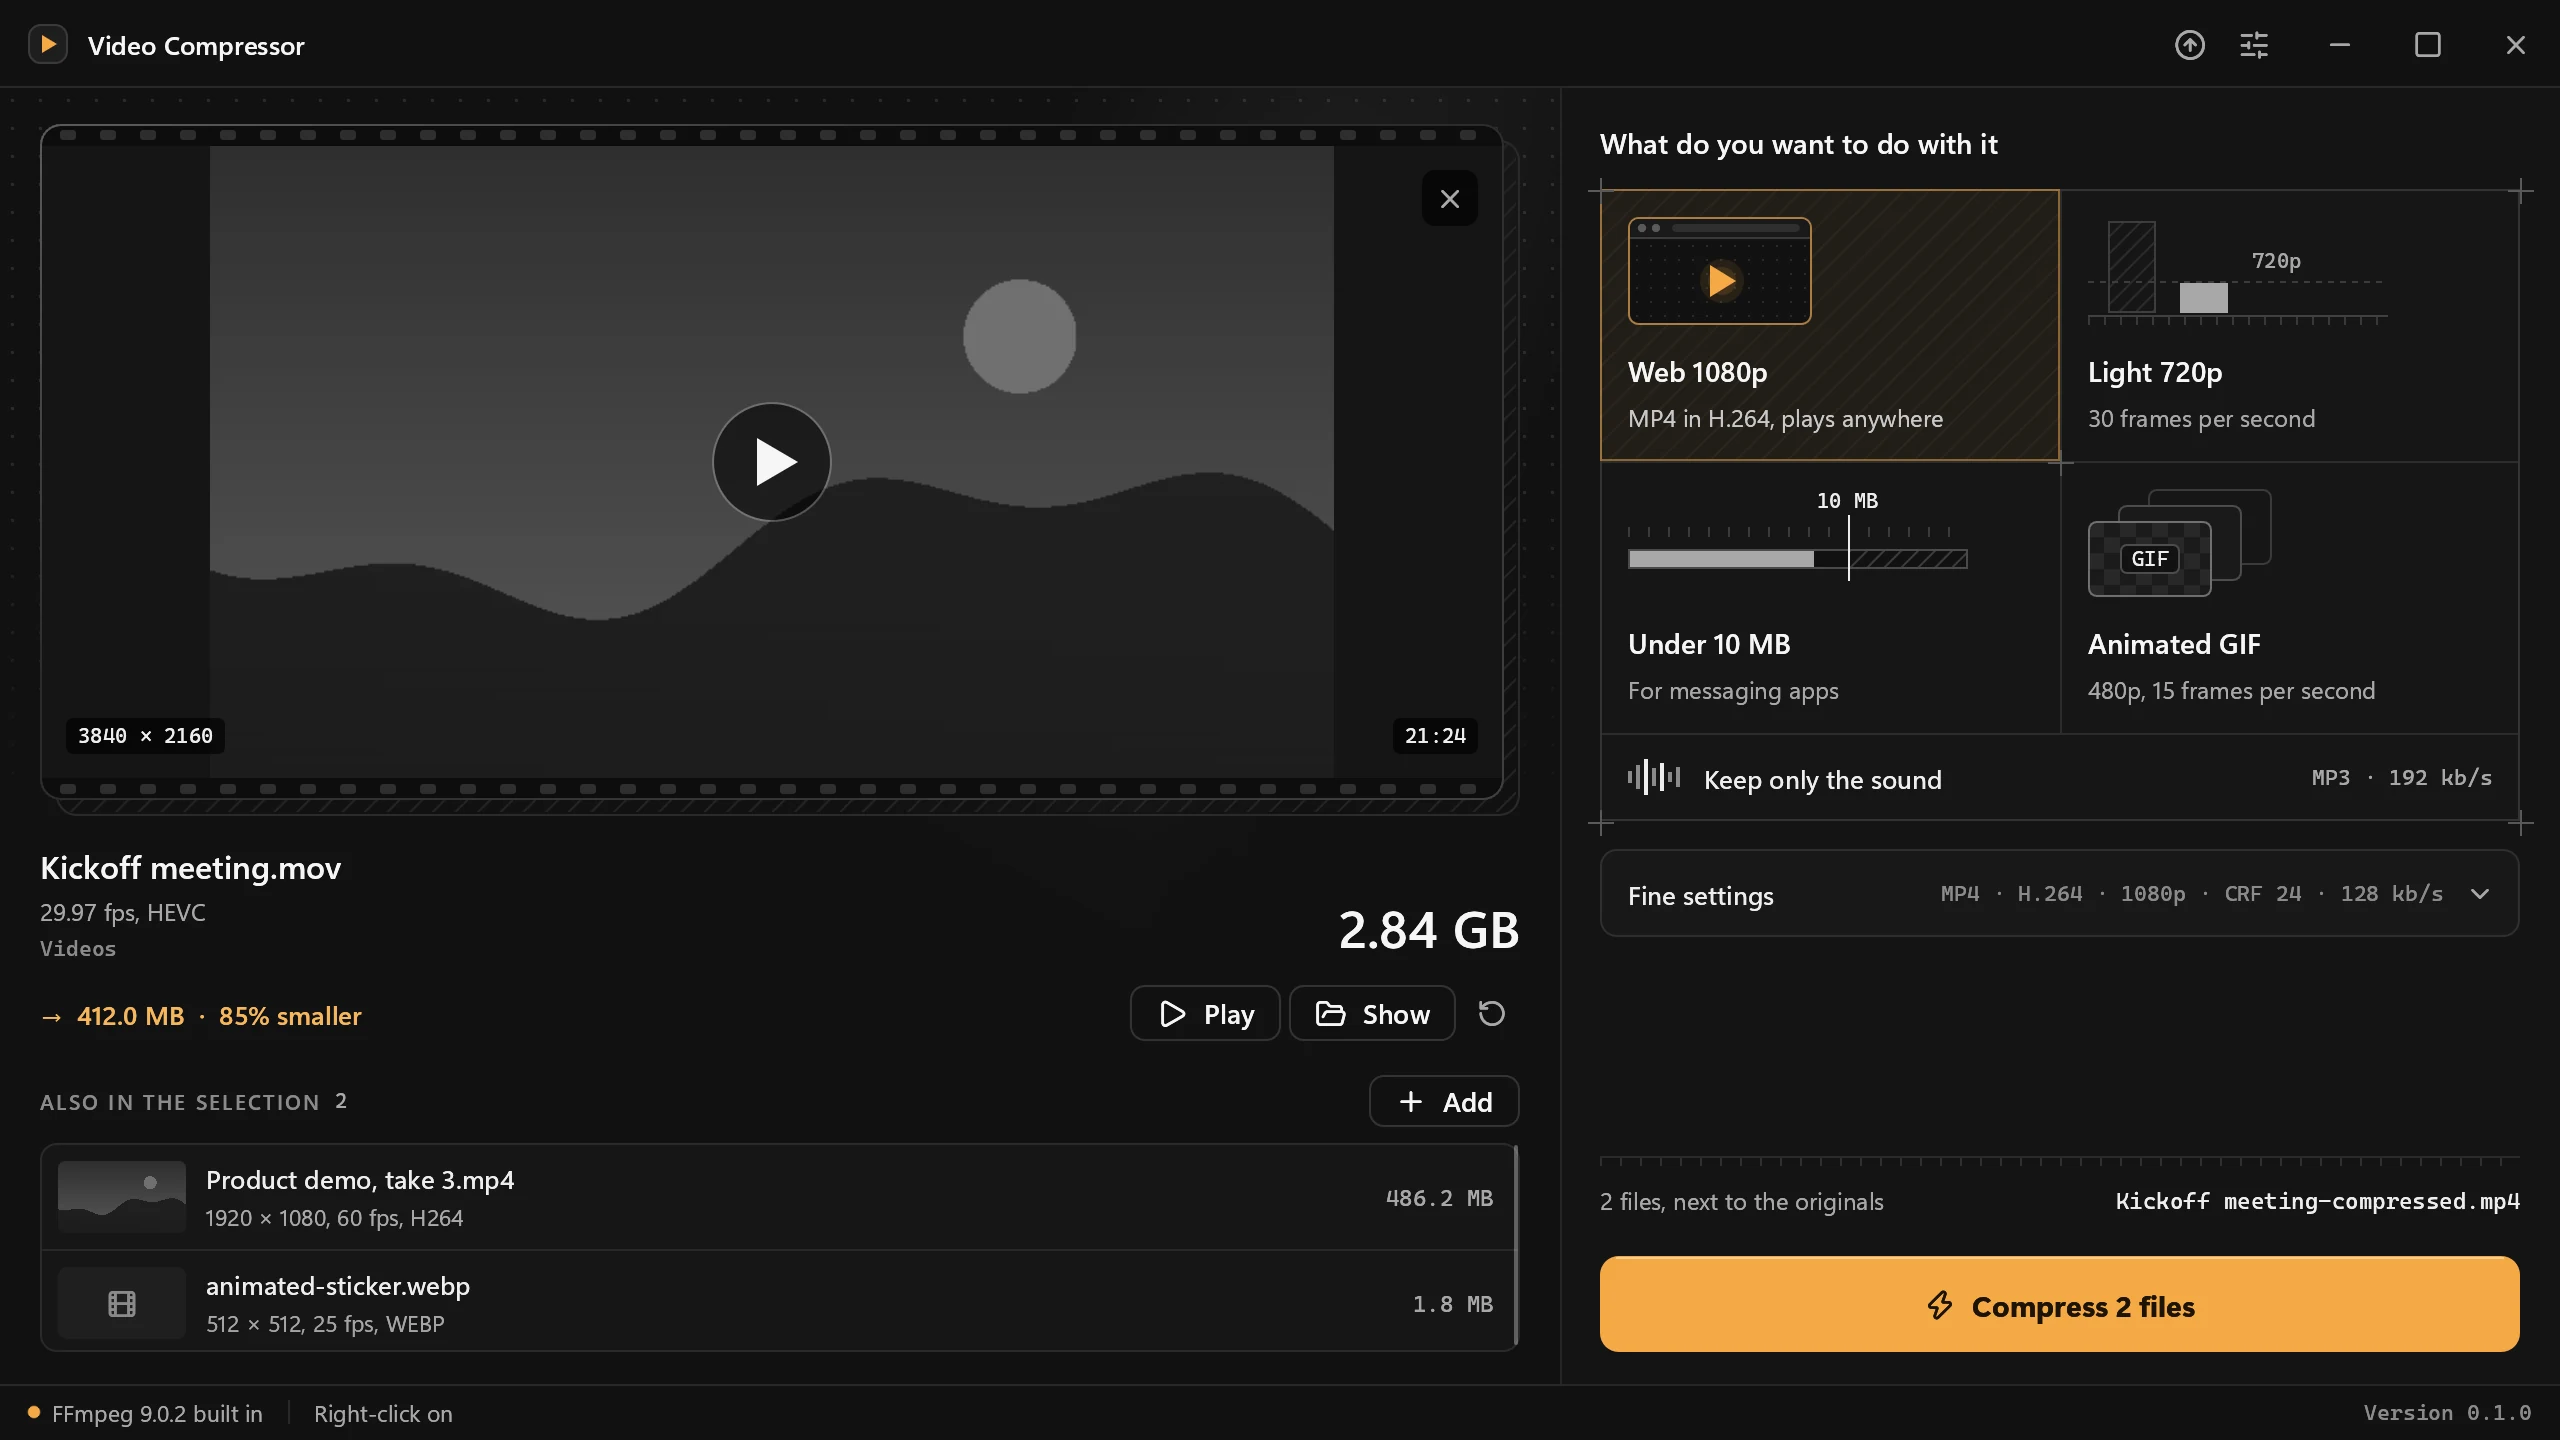 Video Compressor
3840 × 2160
21:24
Kickoff meeting.mov
29.97 fps, HEVC
Videos
2.84 GB
→ 412.0 MB · 85% smaller
Play
Show
ALSO IN THE SELECTION 2
Add
Product demo, take 3.mp4
1920 × 1080, 60 fps, H264
486.2 MB
animated-sticker.webp
512 × 512, 25 fps, WEBP
1.8 MB
What do you want to do with it
Web 1080p
MP4 in H.264, plays anywhere
720p
Light 720p
30 frames per second
10 MB
Under 10 MB
For messaging apps
GIF
Animated GIF
480p, 15 frames per second
Keep only the sound
MP3 · 192 kb/s
Fine settings
MP4 · H.264 · 1080p · CRF 24 · 128 kb/s
2 files, next to the originals
Kickoff meeting-compressed.mp4
Compress 2 files
FFmpeg 9.0.2 built in
Right-click on
Version 0.1.0